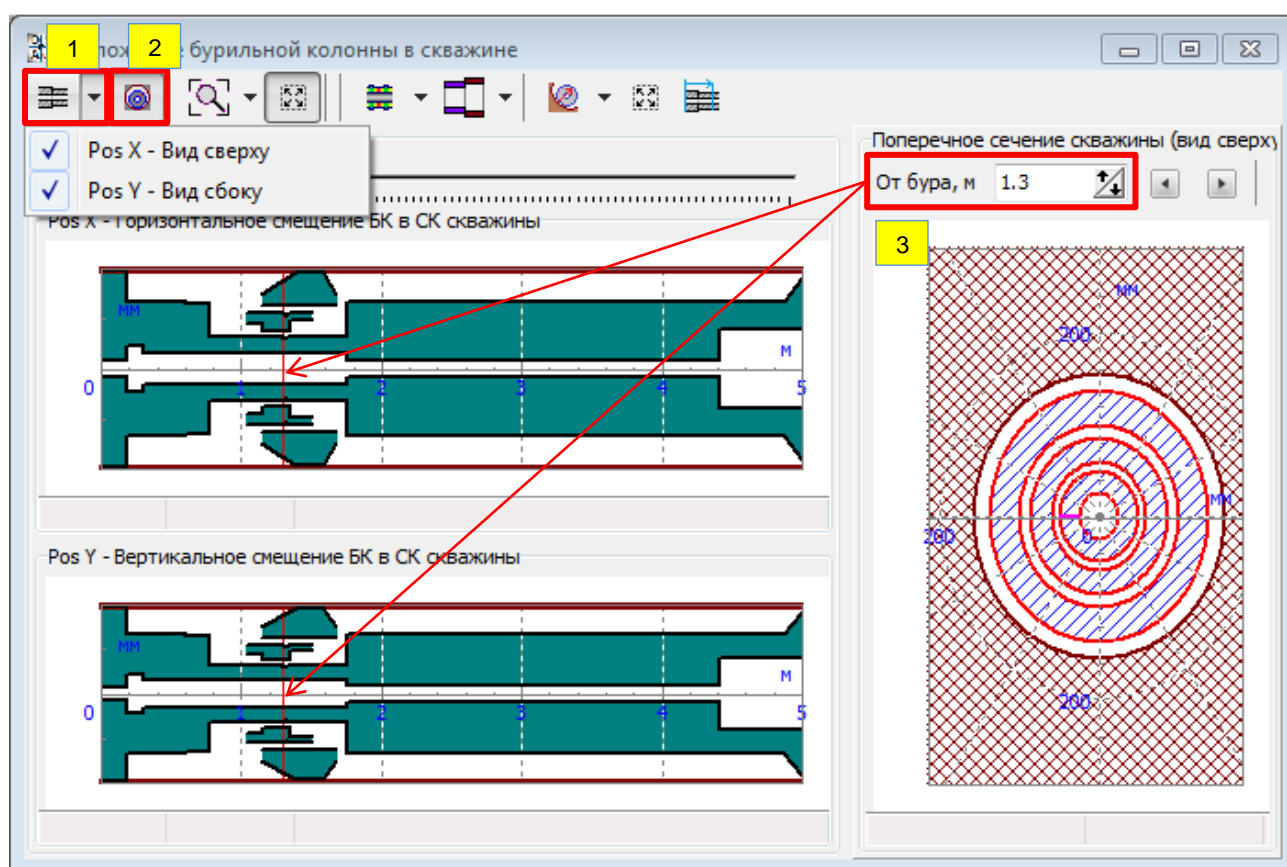 1
2
бурильной колонны в скважине
Pos X - Вид сверху
Pos Y - Вид сбоку
Pos X - Горизонтальное смещение БК в СК скважины
мм
м
0
1
2
3
4
5
Pos Y - Вертикальное смещение БК в СК скважины
мм
м
0
1
2
3
4
5
Поперечное сечение скважины (вид сверху
От бура, м 1.3
3
мм
200
мм
200
0
200